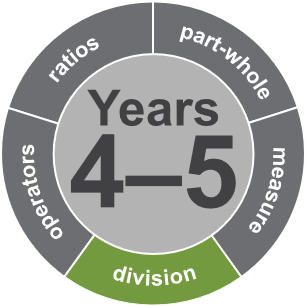 Years
4–5
part-whole
measure
division
operators
ratios